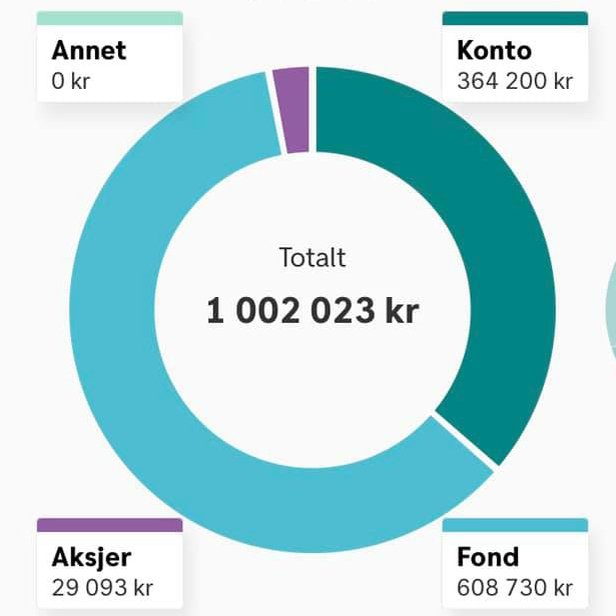 Annet
0 kr
Konto
364 200 kr
Totalt
1 002 023 kr
Aksjer
29 093 kr
Fond
608 730 kr